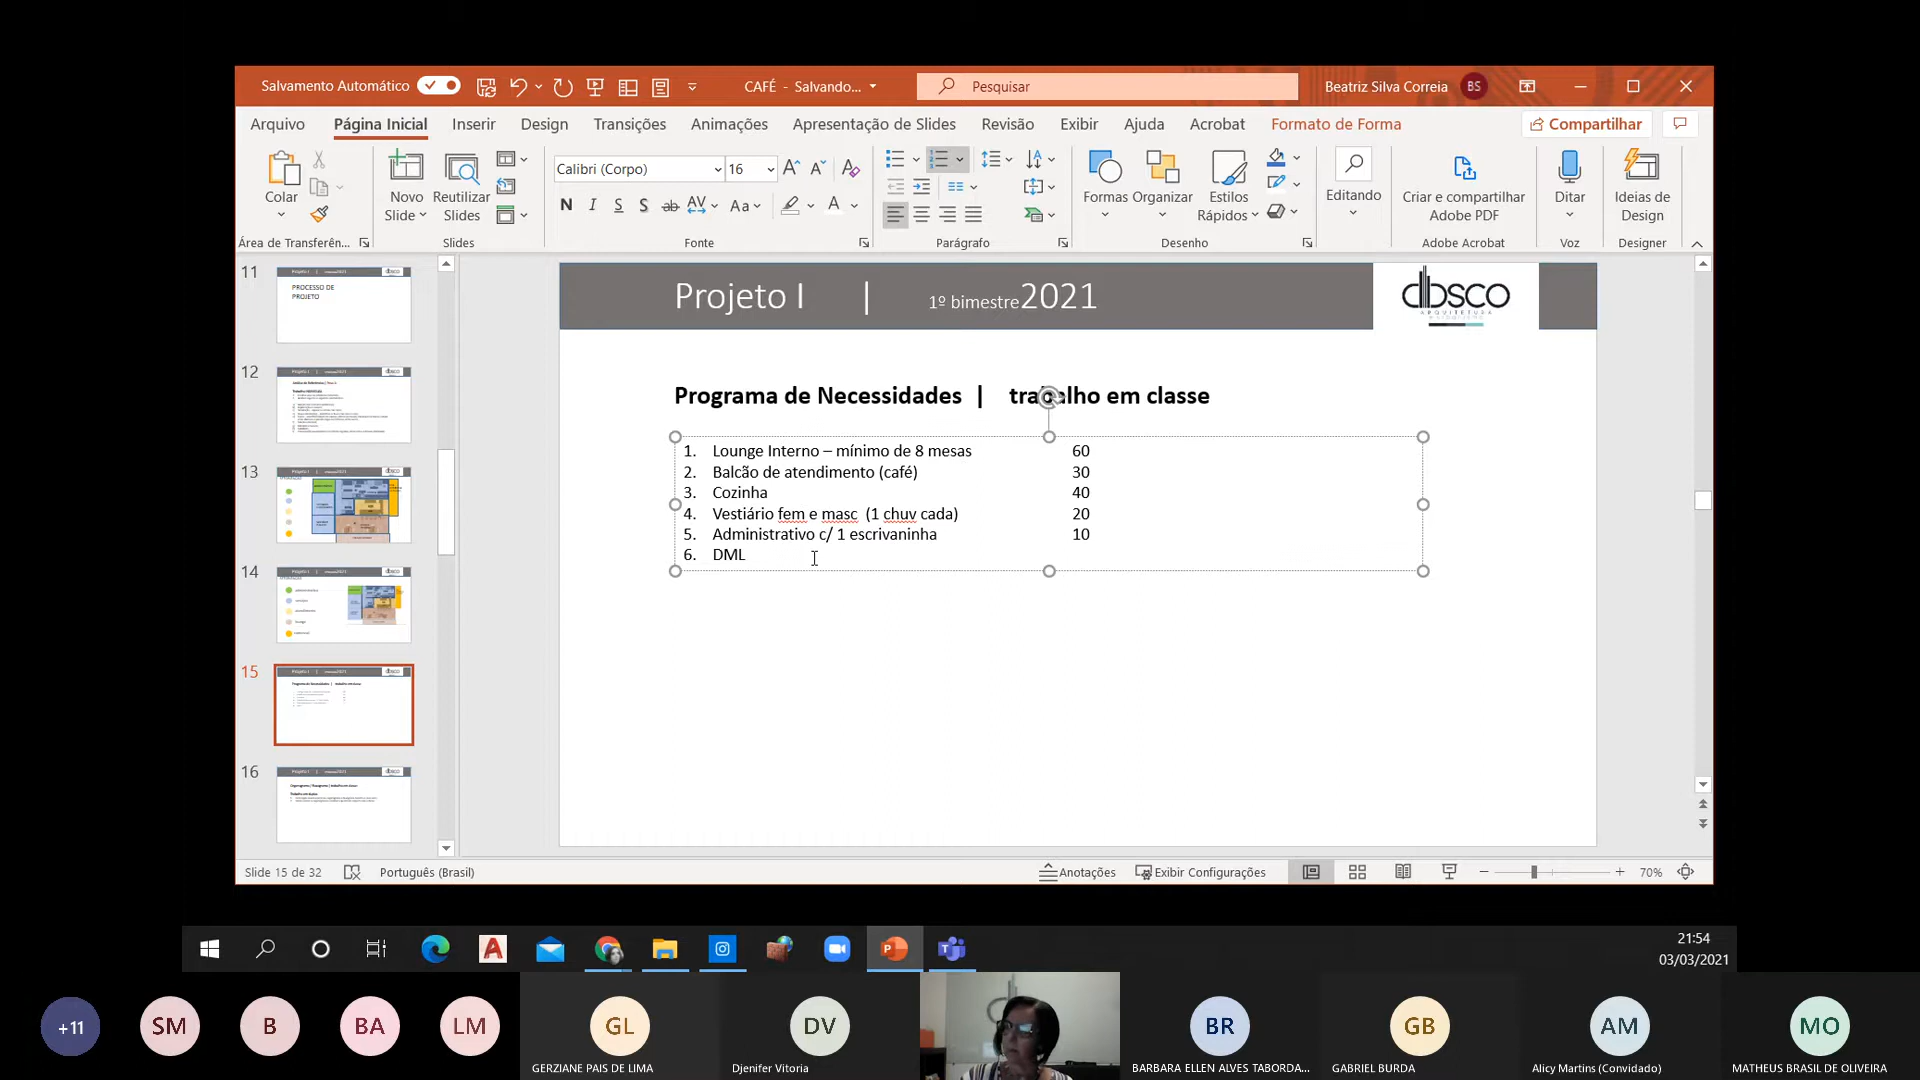 Salvamento Automático
CAFÉ - Salvando...
Pesquisar
Beatriz Silva Correia
BS
Arquivo
Página Inicial
Inserir
Design
Transições
Animações
Apresentação de Slides
Revisão
Exibir
Ajuda
Acrobat
Formato de Forma
Compartilhar
Colar
Novo
Slide
Reutilizar
Slides
Calibri (Corpo)
16
N I S S ab AV Aa A
Formas
Organizar
Estilos
Rápidos
Editando
Criar e compartilhar
Adobe PDF
Ditar
Ideias de
Design
Área de Transferên...
Slides
Fonte
Parágrafo
Desenho
Adobe Acrobat
Voz
Designer
11
PROCESSO DE
PROJETO
12
13
14
15
16
Projeto I | 1º bimestre2021
dbsco
ARQUITETURA
Programa de Necessidades | trabalho em classe
1. Lounge Interno – mínimo de 8 mesas 60
2. Balcão de atendimento (café) 30
3. Cozinha 40
4. Vestiário fem e masc (1 chuv cada) 20
5. Administrativo c/ 1 escrivaninha 10
6. DML
Slide 15 de 32
Português (Brasil)
Anotações
Exibir Configurações
70%
21:54
03/03/2021
+11
SM
B
BA
LM
GL
GERZIANE PAIS DE LIMA
DV
Djenifer Vitoria
BR
BARBARA ELLEN ALVES TABORDA...
GB
GABRIEL BURDA
AM
Alicy Martins (Convidado)
MO
MATHEUS BRASIL DE OLIVEIRA